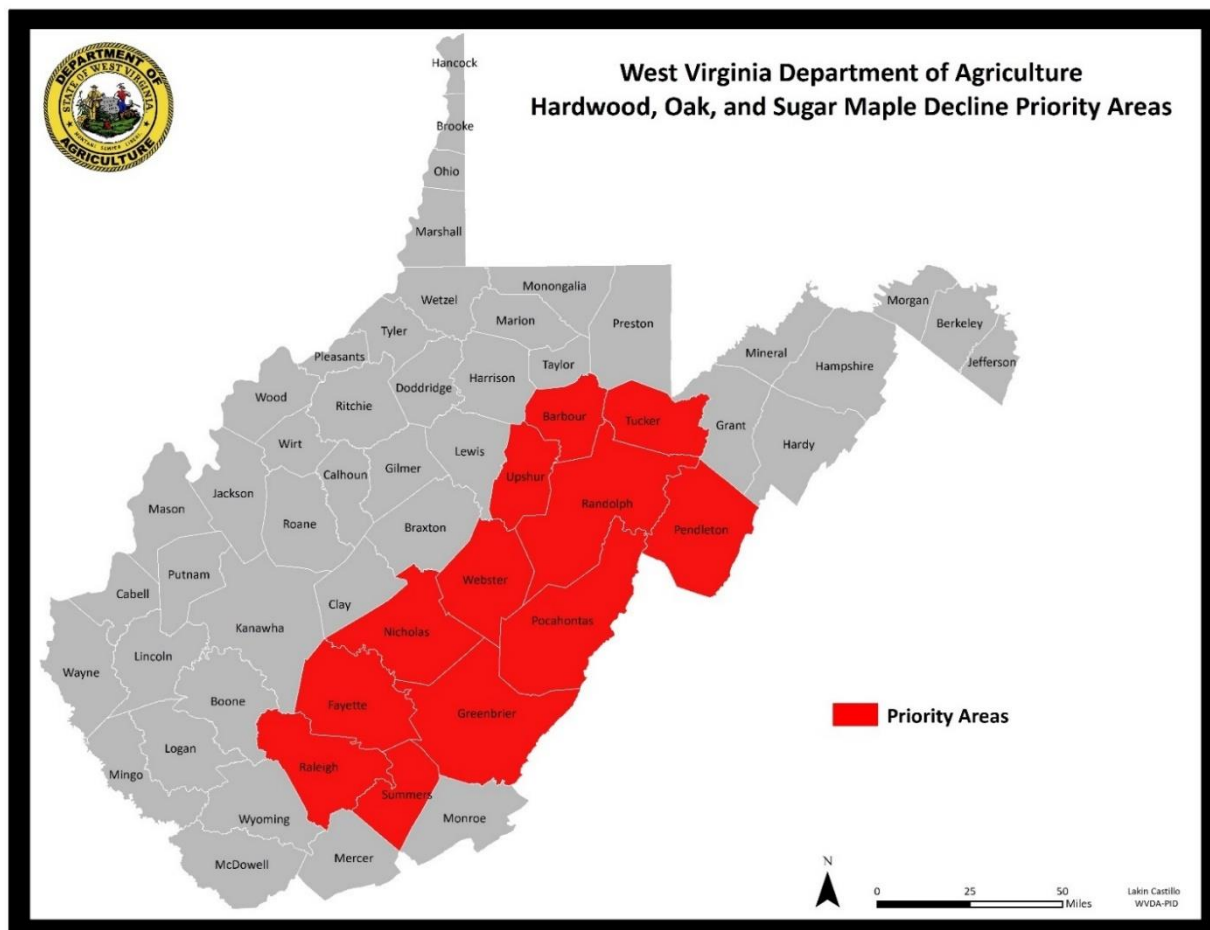 West Virginia Department of Agriculture
Hardwood, Oak, and Sugar Maple Decline Priority Areas
DEPARTMENT OF
AGRICULTURE
STATE OF WEST VIRGINIA
MONTANI SEMPER LIBERI
Hancock
Brooke
Ohio
Marshall
Wetzel
Monongalia
Marion
Preston
Tyler
Pleasants
Doddridge
Harrison
Taylor
Wood
Ritchie
Barbour
Tucker
Mineral
Hampshire
Morgan
Berkeley
Jefferson
Grant
Hardy
Wirt
Calhoun
Gilmer
Lewis
Upshur
Randolph
Pendleton
Mason
Jackson
Roane
Braxton
Webster
Pocahontas
Cabell
Putnam
Kanawha
Clay
Nicholas
Wayne
Lincoln
Boone
Fayette
Greenbrier
Mingo
Logan
Raleigh
Summers
Monroe
Wyoming
McDowell
Mercer
Priority Areas
N
0 25 50
Miles
Lakin Castillo
WVDA-PID